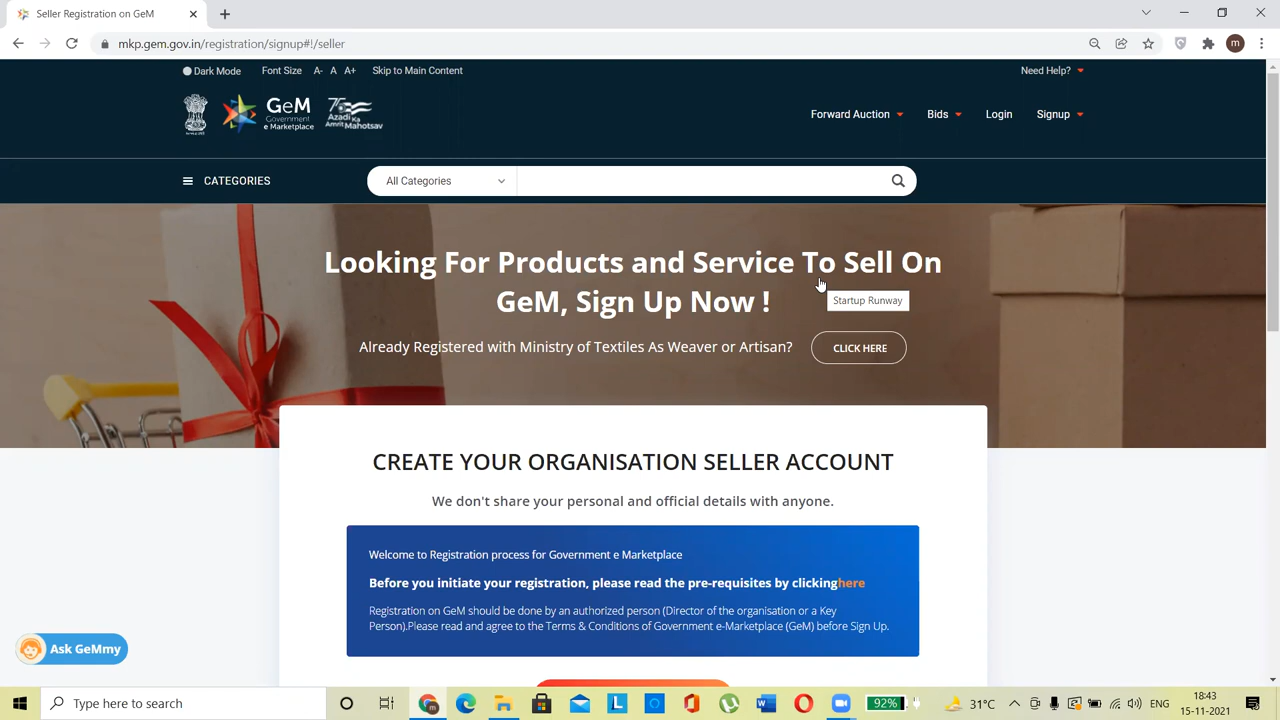 Seller Registration on GeM
mkp.gem.gov.in/registration/signup#!/seller
m
Dark Mode Font Size A- A A+ Skip to Main Content Need Help?
GeM
Government
e Marketplace
75
Azadi Ka
Amrit Mahotsav
Forward Auction Bids Login Signup
CATEGORIES All Categories
Looking For Products and Service To Sell On
GeM, Sign Up Now !
Startup Runway
Already Registered with Ministry of Textiles As Weaver or Artisan? CLICK HERE
CREATE YOUR ORGANISATION SELLER ACCOUNT
We don't share your personal and official details with anyone.
Welcome to Registration process for Government e Marketplace
Before you initiate your registration, please read the pre-requisites by clickinghere
Registration on GeM should be done by an authorized person (Director of the organisation or a Key
Person).Please read and agree to the Terms & Conditions of Government e-Marketplace (GeM) before Sign Up.
Ask GeMmy
Type here to search
92% 31°C ENG
18:43
15-11-2021